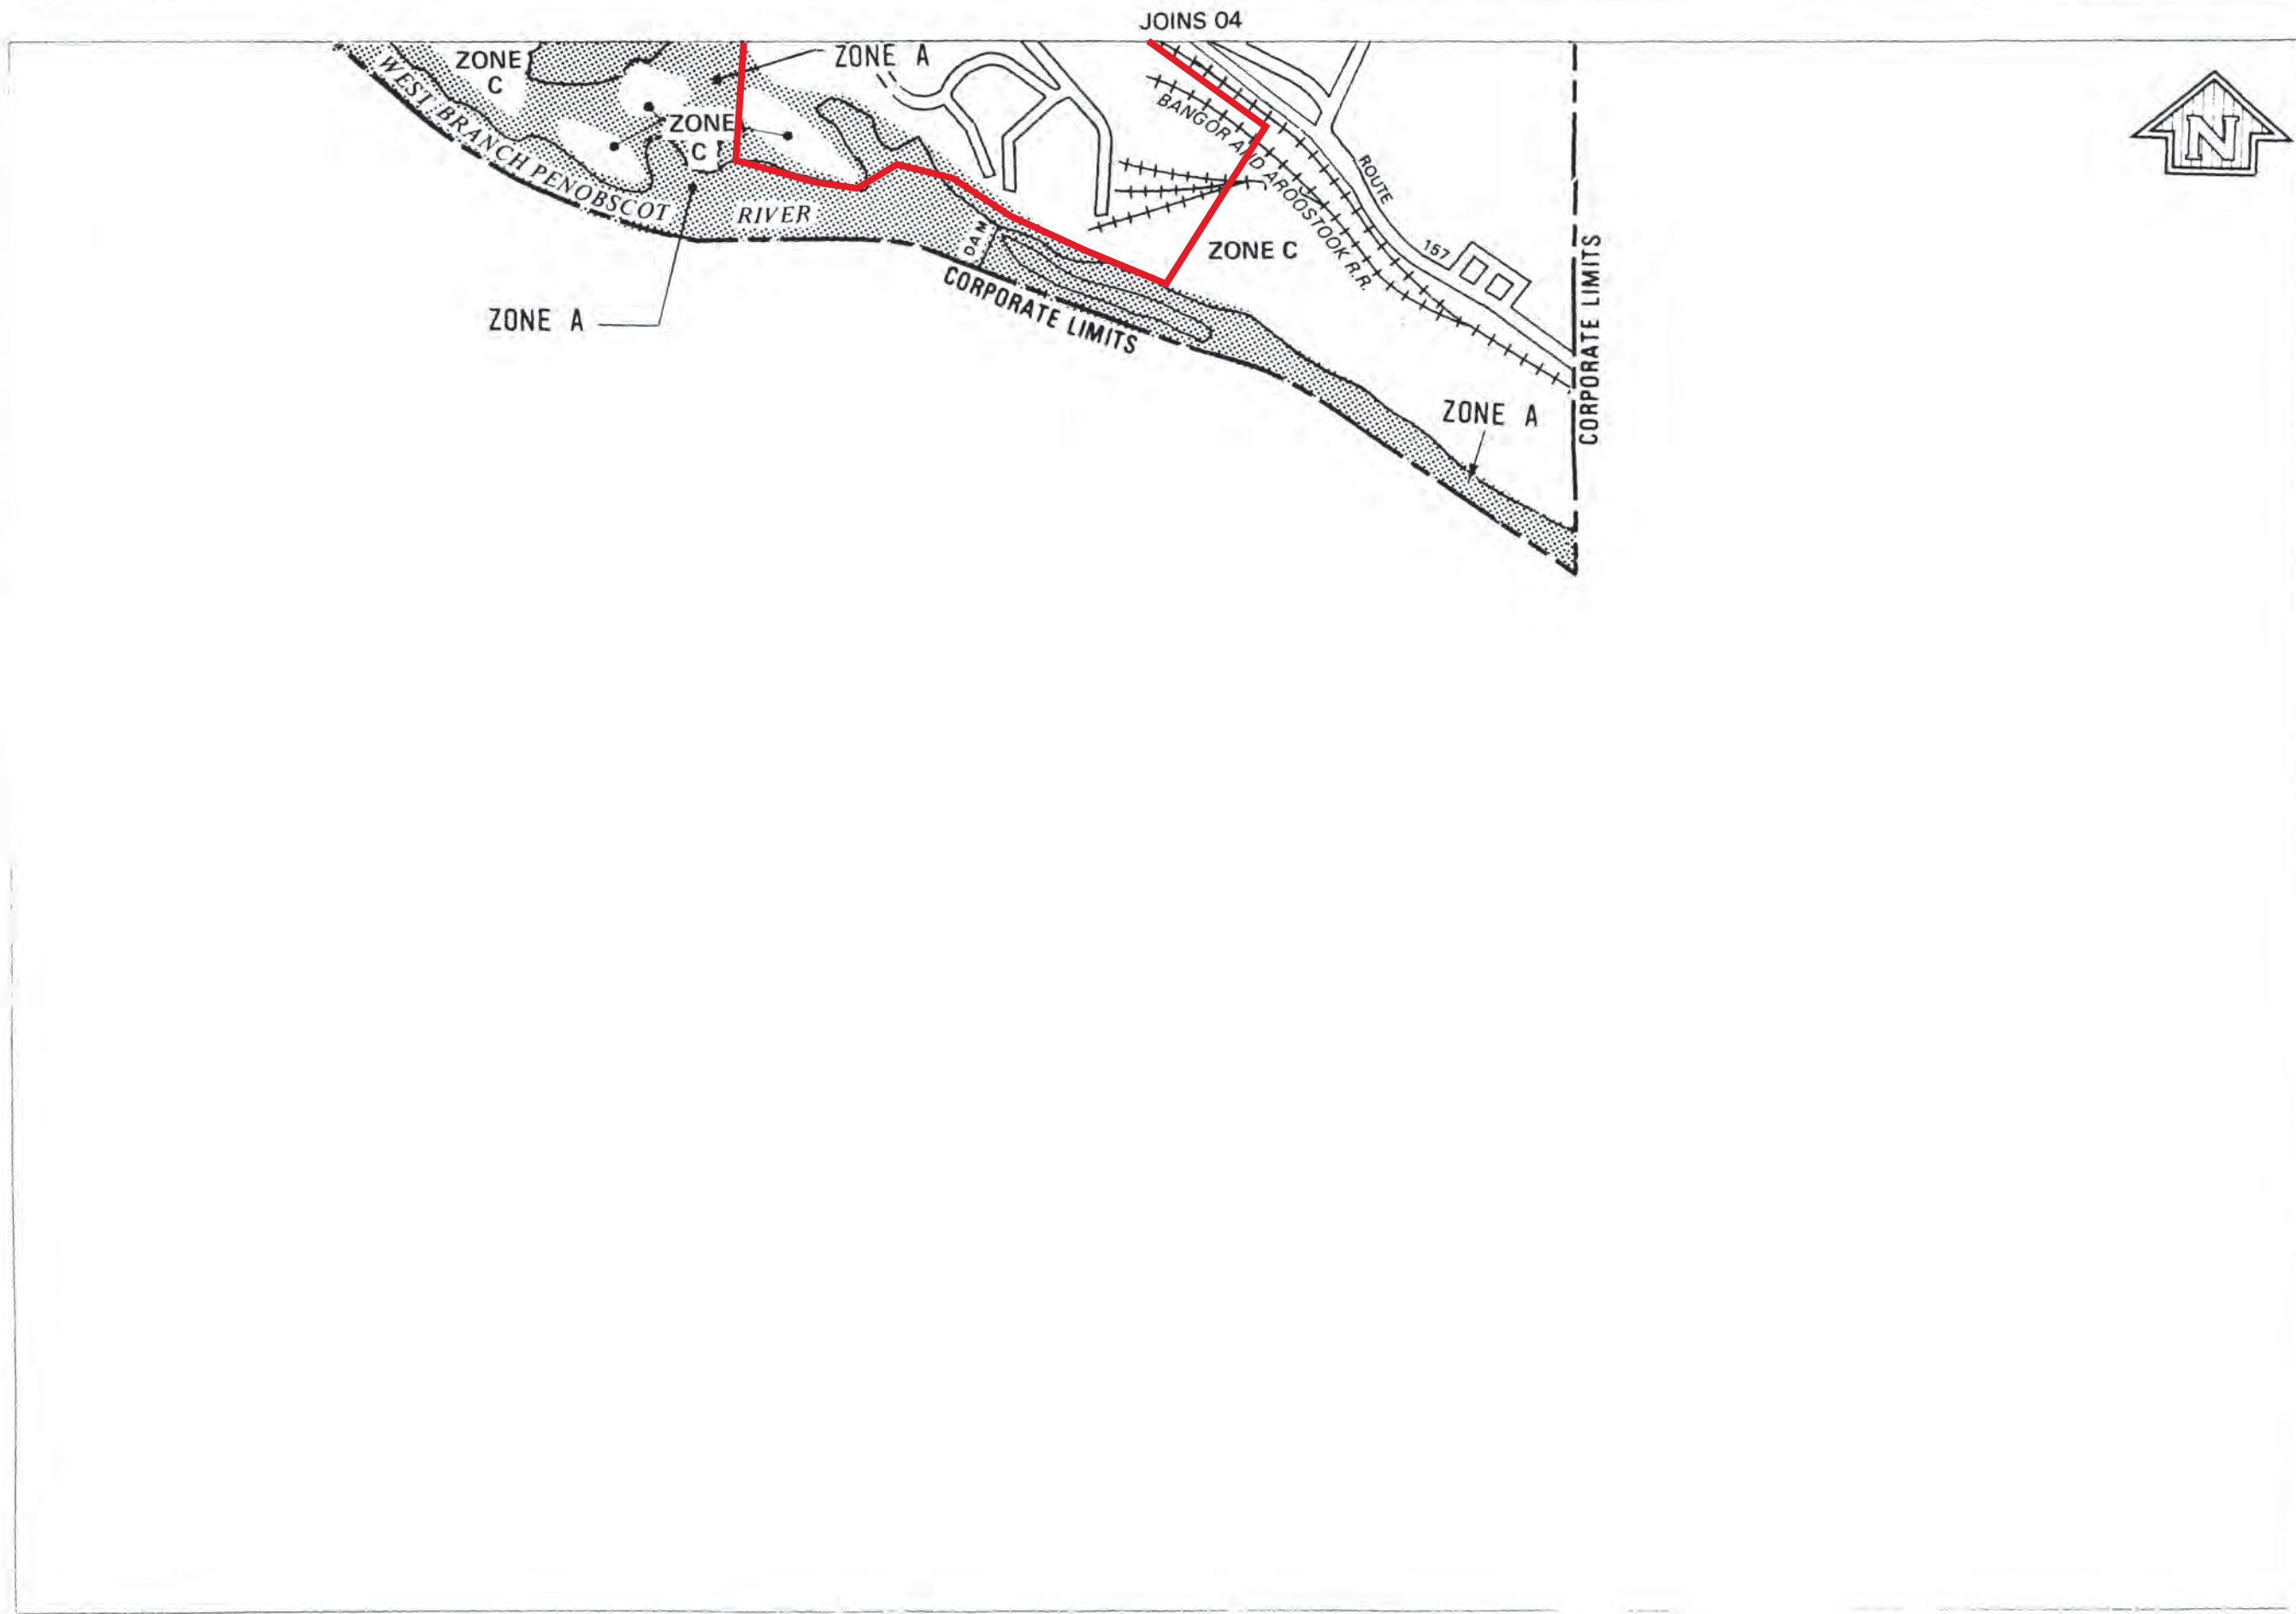 JOINS 04
ZONE
C
ZONE A
N
WEST BRANCH PENOBSCOT
RIVER
ZONE
C
BANGOR AND AROOSTOOK R.R.
ROUTE
157
DAM
ZONE C
CORPORATE LIMITS
CORPORATE LIMITS
ZONE A
ZONE A